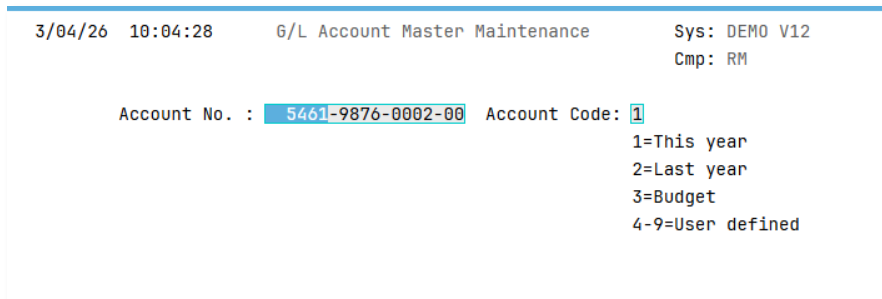 3/04/26 10:04:28 G/L Account Master Maintenance Sys: DEMO V12
Cmp: RM
Account No. : 5461-9876-0002-00 Account Code: 1
1=This year
2=Last year
3=Budget
4-9=User defined